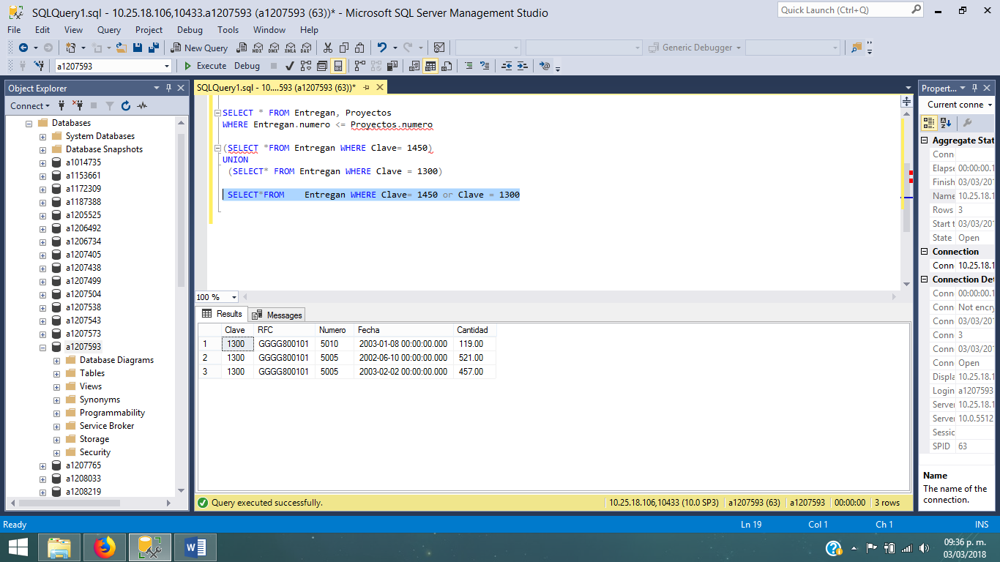 SQLQuery1.sql - 10.25.18.106,10433.a1207593 (a1207593 (63))* - Microsoft SQL Server Management Studio
Quick Launch (Ctrl+Q)
File Edit View Query Project Debug Tools Window Help
New Query
MDX DMX XMLA DAX
Generic Debugger
a1207593
Execute Debug
Object Explorer
Connect
Databases
System Databases
Database Snapshots
a1014735
a1153661
a1172309
a1187388
a1205525
a1206492
a1206734
a1207405
a1207438
a1207499
a1207504
a1207538
a1207543
a1207573
a1207593
Database Diagrams
Tables
Views
Synonyms
Programmability
Service Broker
Storage
Security
a1207765
a1208033
a1208219
SQLQuery1.sql - 10....593 (a1207593 (63))*
SELECT * FROM Entregan, Proyectos
WHERE Entregan.numero <= Proyectos.numero
(SELECT *FROM Entregan WHERE Clave= 1450)
UNION
(SELECT* FROM Entregan WHERE Clave = 1300)
SELECT*FROM    Entregan WHERE Clave= 1450 or Clave = 1300
100 %
Results Messages
Clave RFC Numero Fecha Cantidad
1 1300 GGGG800101 5010 2003-01-08 00:00:00.000 119.00
2 1300 GGGG800101 5005 2002-06-10 00:00:00.000 521.00
3 1300 GGGG800101 5005 2003-02-02 00:00:00.000 457.00
Query executed successfully.
10.25.18.106,10433 (10.0 SP3) a1207593 (63) a1207593 00:00:00 3 rows
Propert...
Current conne
Aggregate Stat
Conn
Elapse 00:00:00.1
Finish 03/03/201
Name 10.25.18.1
Rows 3
Start t 03/03/201
State Open
Connection
Conn 10.25.18.1
Connection Det
Conn 00:00:00.1
Conn Not encry
Conn 03/03/201
Conn 3
Conn 03/03/201
Conn Open
Displa 10.25.18.1
Login a1207593
Server 10.25.18.1
Server 10.0.5512
Sessic
SPID 63
Name
The name of the
connection.
Ready
Ln 19 Col 1 Ch 1 INS
09:36 p. m.
03/03/2018